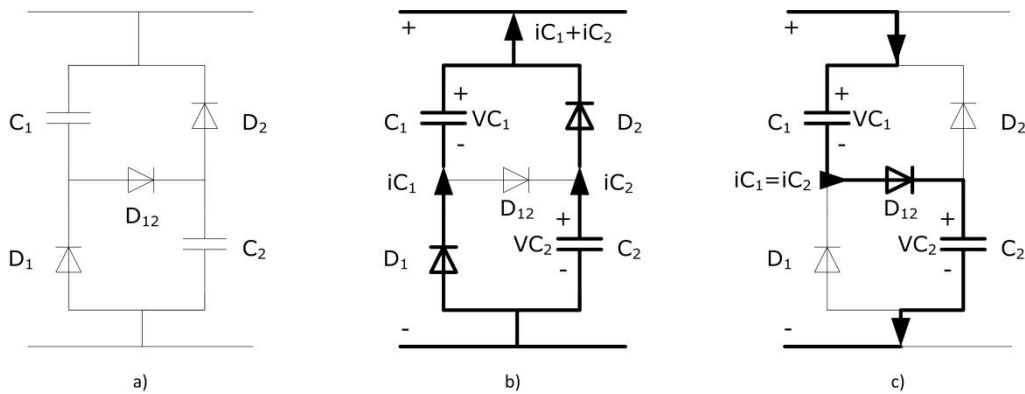 C₁
D₂
D₁₂
D₁
C₂
a)
+
iC₁+iC₂
+
C₁
VC₁
D₂
-
iC₁
iC₂
D₁₂
+
D₁
VC₂
C₂
-
-
b)
+
+
C₁
VC₁
D₂
-
iC₁=iC₂
D₁₂
+
D₁
VC₂
C₂
-
-
c)